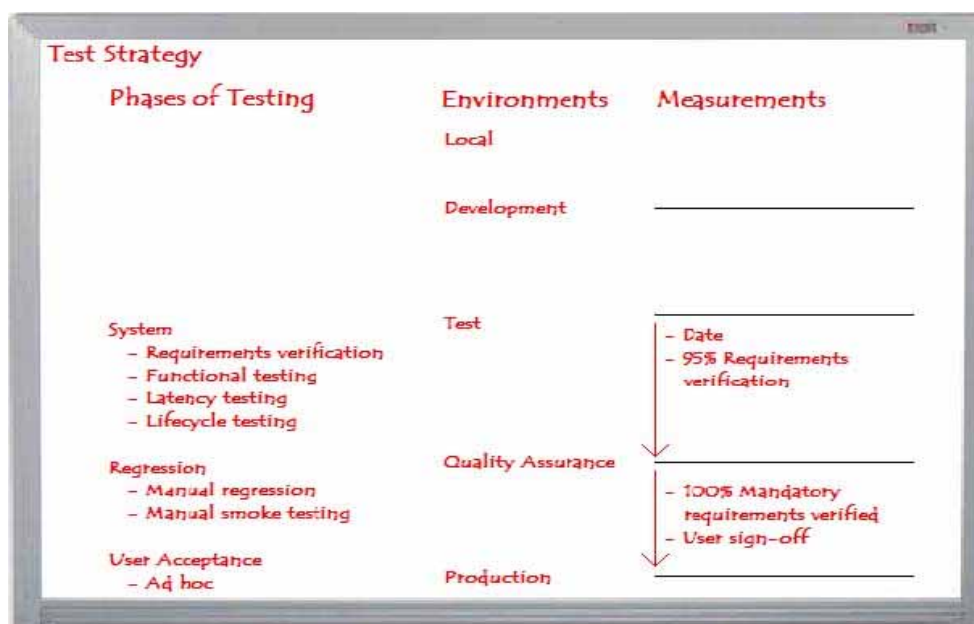 Test Strategy
Phases of Testing
Environments
Measurements
Local
Development
System
- Requirements verification
- Functional testing
- Latency testing
- Lifecycle testing
Test
- Date
- 95% Requirements
verification
Regression
- Manual regression
- Manual smoke testing
Quality Assurance
- 100% Mandatory
requirements verified
- User sign-off
User Acceptance
- Ad hoc
Production